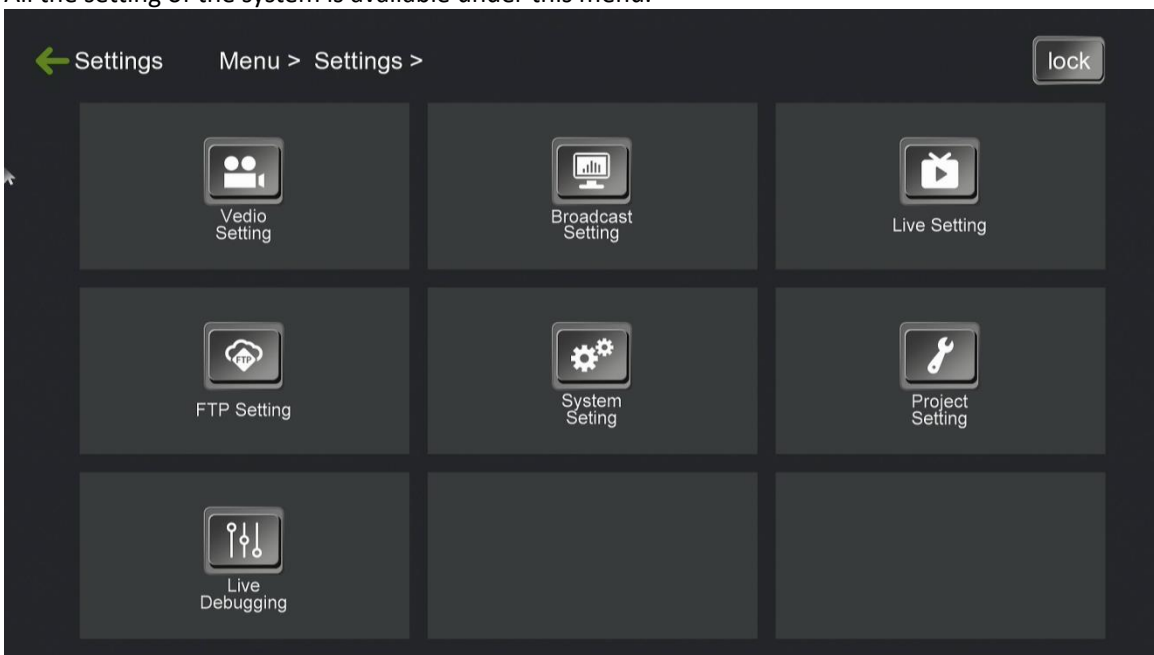 All the setting of the system is available under this menu.
Settings Menu > Settings >
lock
Vedio
Setting
Broadcast
Setting
Live Setting
FTP
FTP Setting
System
Seting
Project
Setting
Live
Debugging